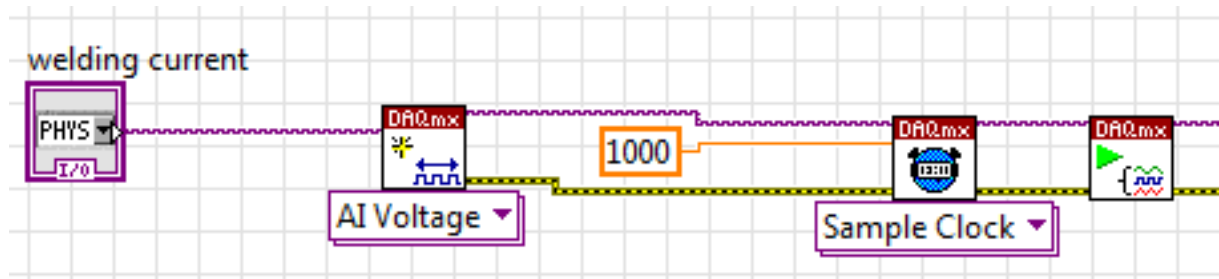 welding current
PHYS
I/O
DAQmx
AI Voltage
1000
DAQmx
Sample Clock
DAQmx